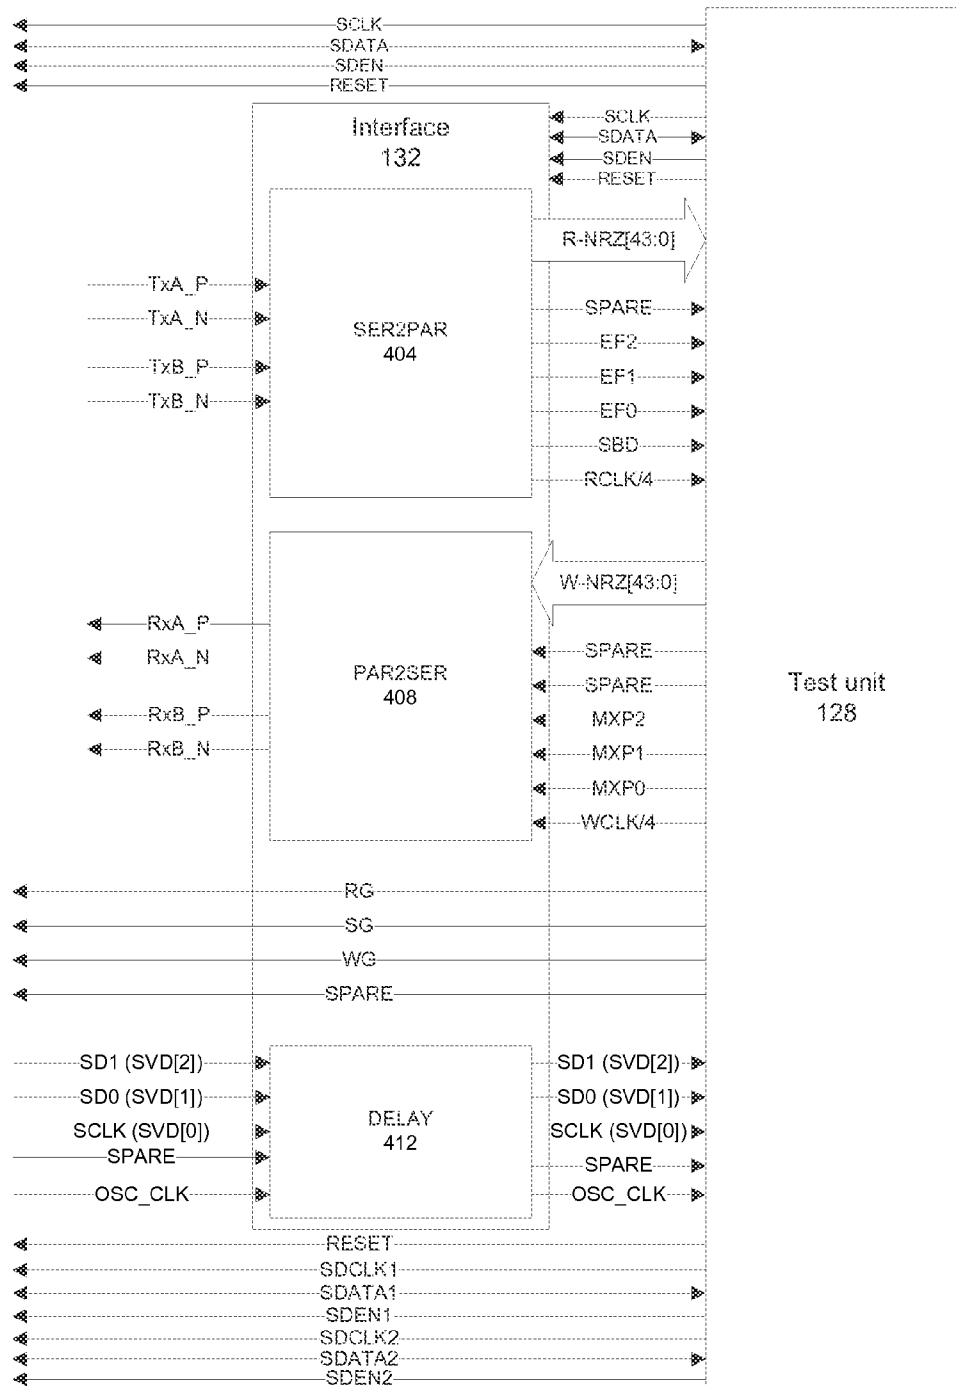 SCLK
SDATA
SDEN
RESET
Interface
132
SCLK
SDATA
SDEN
RESET
R-NRZ[43:0]
TxA_P
TxA_N
TxB_P
TxB_N
SER2PAR
404
SPARE
EF2
EF1
EF0
SBD
RCLK/4
W-NRZ[43:0]
RxA_P
RxA_N
RxB_P
RxB_N
PAR2SER
408
SPARE
SPARE
MXP2
MXP1
MXP0
WCLK/4
Test unit
128
RG
SG
WG
SPARE
SD1 (SVD[2])
SD0 (SVD[1])
SCLK (SVD[0])
SPARE
OSC_CLK
DELAY
412
SD1 (SVD[2])
SD0 (SVD[1])
SCLK (SVD[0])
SPARE
OSC_CLK
RESET
SDCLK1
SDATA1
SDEN1
SDCLK2
SDATA2
SDEN2